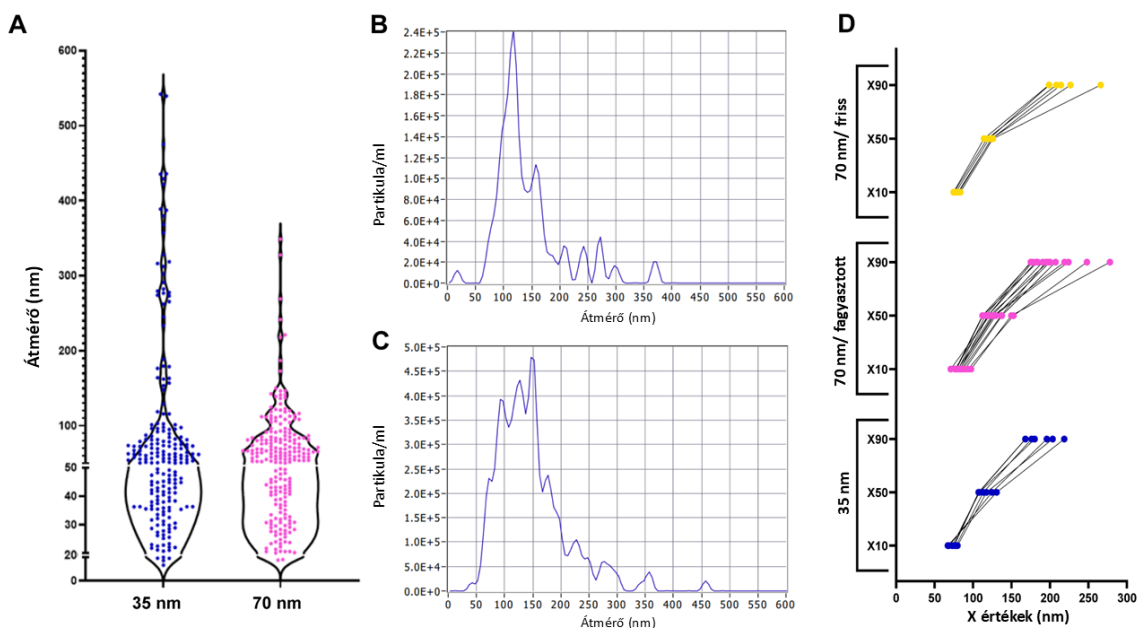 A
600
500
400
300
200
100
50
40
30
20
0
Átmérő (nm)
35 nm
70 nm
B
2.4E+5
2.2E+5
2.0E+5
1.8E+5
1.6E+5
1.4E+5
1.2E+5
1.0E+5
8.0E+4
6.0E+4
4.0E+4
2.0E+4
0.0E+0
Partikula/ml
0 50 100 150 200 250 300 350 400 450 500 550 600
Átmérő (nm)
C
5.0E+5
4.5E+5
4.0E+5
3.5E+5
3.0E+5
2.5E+5
2.0E+5
1.5E+5
1.0E+5
5.0E+4
0.0E+0
Partikula/ml
0 50 100 150 200 250 300 350 400 450 500 550 600
Átmérő (nm)
D
70 nm/ friss
X90
X50
X10
70 nm/ fagyasztott
X90
X50
X10
35 nm
X90
X50
X10
0 50 100 150 200 250 300
X értékek (nm)